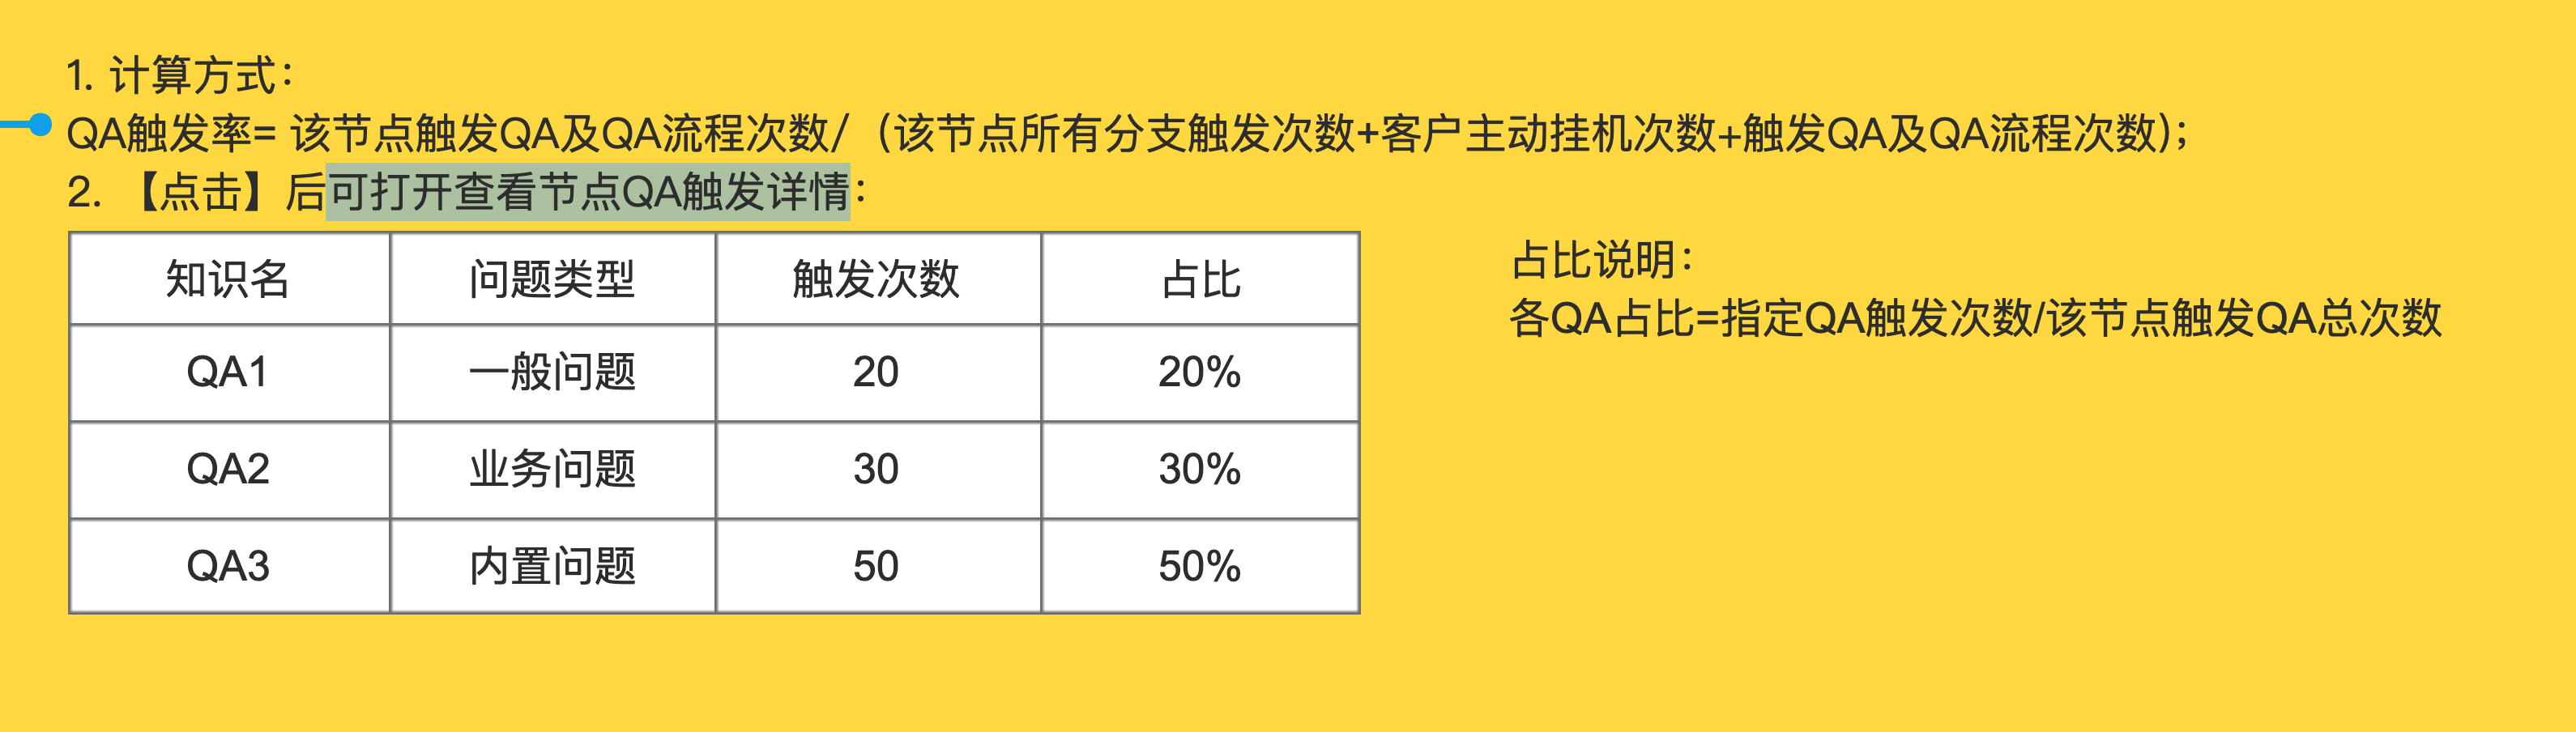 1. 计算方式：
QA触发率= 该节点触发QA及QA流程次数/（该节点所有分支触发次数+客户主动挂机次数+触发QA及QA流程次数)；
2. 【点击】后可打开查看节点QA触发详情：
知识名 问题类型 触发次数 占比
QA1 一般问题 20 20%
QA2 业务问题 30 30%
QA3 内置问题 50 50%
占比说明：
各QA占比=指定QA触发次数/该节点触发QA总次数